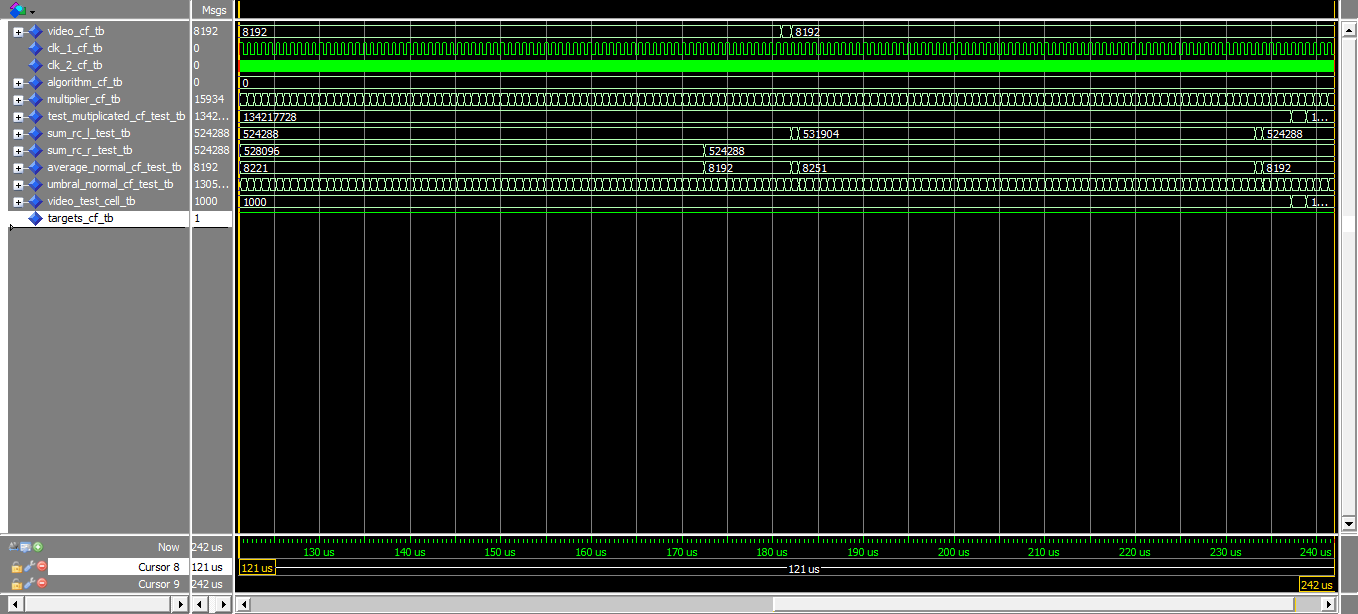 Msgs
video_cf_tb 8192 8192 8192
clk_1_cf_tb 0
clk_2_cf_tb 0
algorithm_cf_tb 0 0
multiplier_cf_tb 15934
test_mutiplicated_cf_test_tb 1342... 134217728 1...
sum_rc_l_test_tb 524288 524288 531904 524288
sum_rc_r_test_tb 524288 528096 524288
average_normal_cf_test_tb 8192 8221 8192 8251 8192
umbral_normal_cf_test_tb 1305...
video_test_cell_tb 1000 1000 1...
targets_cf_tb 1
Now 242 us 130 us 140 us 150 us 160 us 170 us 180 us 190 us 200 us 210 us 220 us 230 us 240 us
Cursor 8 121 us 121 us 121 us
Cursor 9 242 us 242 us